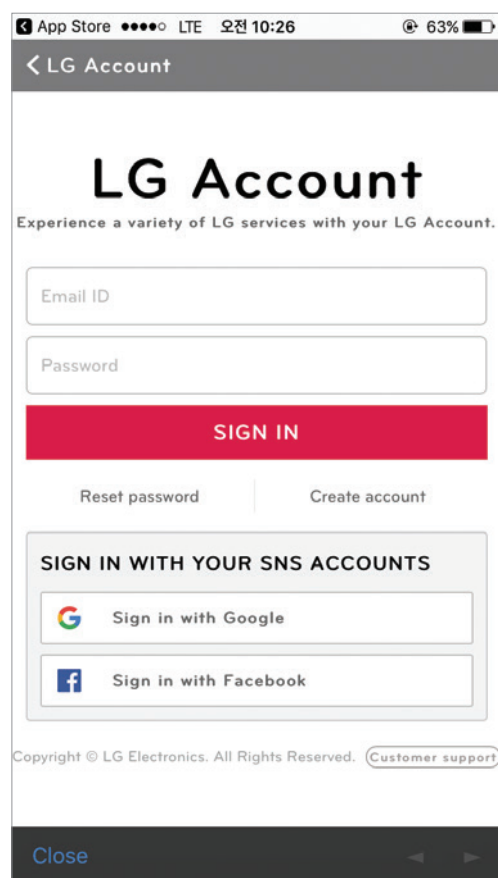 App Store LTE 오전 10:26 63%
LG Account
LG Account
Experience a variety of LG services with your LG Account.
Email ID
Password
SIGN IN
Reset password Create account
SIGN IN WITH YOUR SNS ACCOUNTS
Sign in with Google
Sign in with Facebook
Copyright © LG Electronics. All Rights Reserved. Customer support
Close